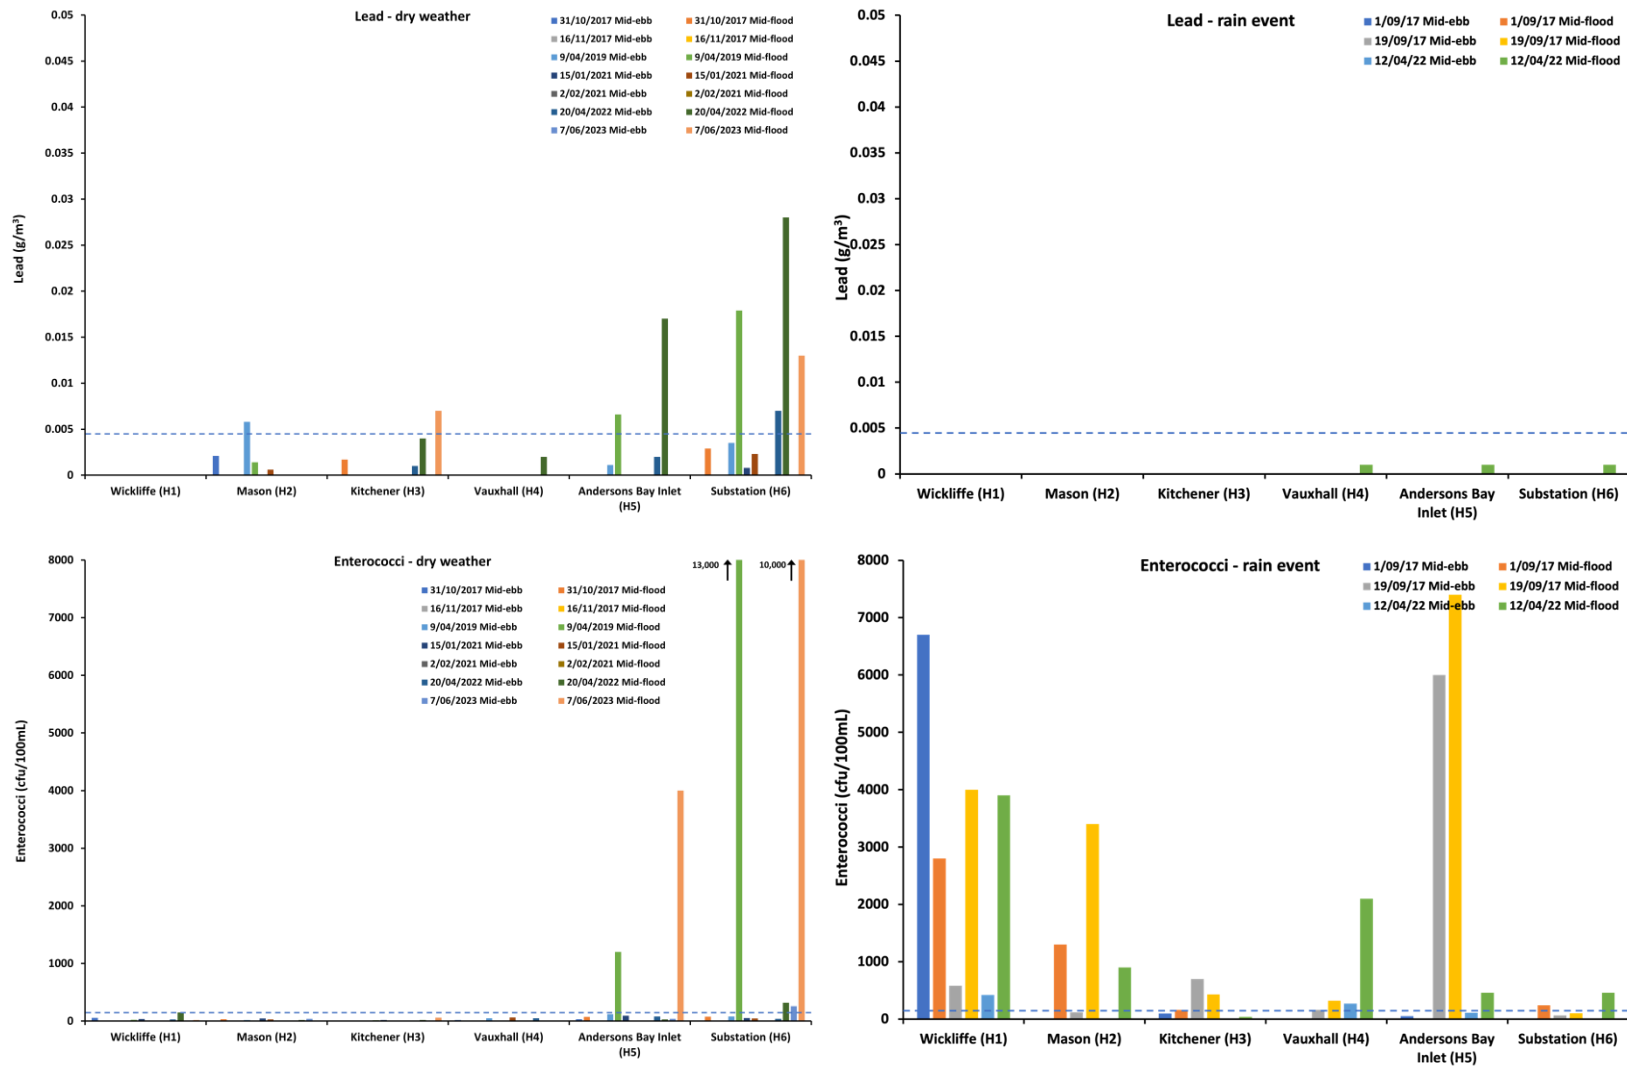 Lead - dry weather
0.05
0.045
0.04
0.035
0.03
0.025
0.02
0.015
0.01
0.005
0
Lead (g/m³)
31/10/2017 Mid-ebb 31/10/2017 Mid-flood
16/11/2017 Mid-ebb 16/11/2017 Mid-flood
9/04/2019 Mid-ebb 9/04/2019 Mid-flood
15/01/2021 Mid-ebb 15/01/2021 Mid-flood
2/02/2021 Mid-ebb 2/02/2021 Mid-flood
20/04/2022 Mid-ebb 20/04/2022 Mid-flood
7/06/2023 Mid-ebb 7/06/2023 Mid-flood
Wickliffe (H1) Mason (H2) Kitchener (H3) Vauxhall (H4) Andersons Bay Inlet Substation (H6)
(H5)
Lead - rain event
0.05
0.045
0.04
0.035
0.03
0.025
0.02
0.015
0.01
0.005
0
Lead (g/m³)
1/09/17 Mid-ebb 1/09/17 Mid-flood
19/09/17 Mid-ebb 19/09/17 Mid-flood
12/04/22 Mid-ebb 12/04/22 Mid-flood
Wickliffe (H1) Mason (H2) Kitchener (H3) Vauxhall (H4) Andersons Bay Substation (H6)
Inlet (H5)
Enterococci - dry weather
8000
7000
6000
5000
4000
3000
2000
1000
0
Enterococci (cfu/100mL)
13,000 10,000
31/10/2017 Mid-ebb 31/10/2017 Mid-flood
16/11/2017 Mid-ebb 16/11/2017 Mid-flood
9/04/2019 Mid-ebb 9/04/2019 Mid-flood
15/01/2021 Mid-ebb 15/01/2021 Mid-flood
2/02/2021 Mid-ebb 2/02/2021 Mid-flood
20/04/2022 Mid-ebb 20/04/2022 Mid-flood
7/06/2023 Mid-ebb 7/06/2023 Mid-flood
Wickliffe (H1) Mason (H2) Kitchener (H3) Vauxhall (H4) Andersons Bay Inlet Substation (H6)
(H5)
Enterococci - rain event
8000
7000
6000
5000
4000
3000
2000
1000
0
Enterococci (cfu/100mL)
1/09/17 Mid-ebb 1/09/17 Mid-flood
19/09/17 Mid-ebb 19/09/17 Mid-flood
12/04/22 Mid-ebb 12/04/22 Mid-flood
Wickliffe (H1) Mason (H2) Kitchener (H3) Vauxhall (H4) Andersons Bay Substation (H6)
Inlet (H5)